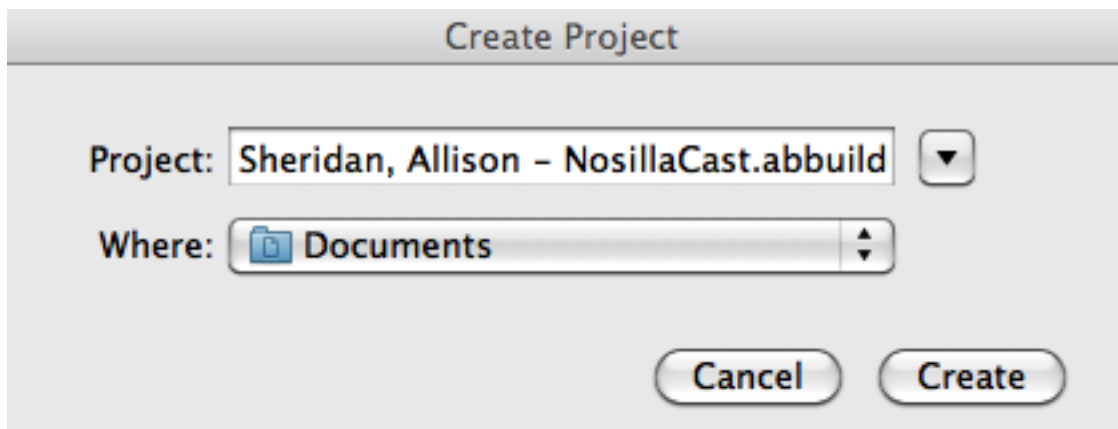 Create Project
Project: Sheridan, Allison – NosillaCast.abbuild
Where: Documents
Cancel Create